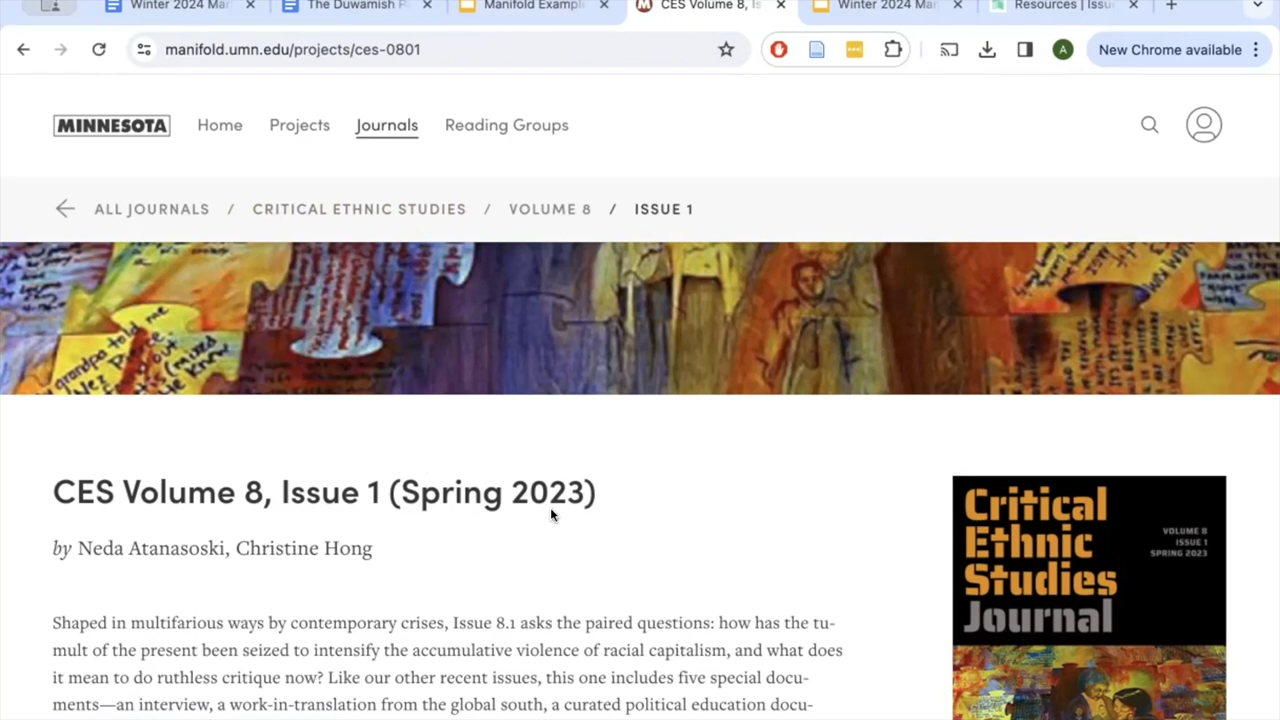 Winter 2024 Mar
The Duwamish P
Manifold Exampl
CES Volume 8, Is
Winter 2024 Mar
Resources | Issu
manifold.umn.edu/projects/ces-0801
A
New Chrome available
MINNESOTA
Home
Projects
Journals
Reading Groups
ALL JOURNALS / CRITICAL ETHNIC STUDIES / VOLUME 8 / ISSUE 1
grandpa told me
CES Volume 8, Issue 1 (Spring 2023)
by Neda Atanasoski, Christine Hong
Shaped in multifarious ways by contemporary crises, Issue 8.1 asks the paired questions: how has the tu-
mult of the present been seized to intensify the accumulative violence of racial capitalism, and what does
it mean to do ruthless critique now? Like our other recent issues, this one includes five special docu-
ments—an interview, a work-in-translation from the global south, a curated political education docu-
Critical
Ethnic
Studies
Journal
VOLUME 8
ISSUE 1
SPRING 2023